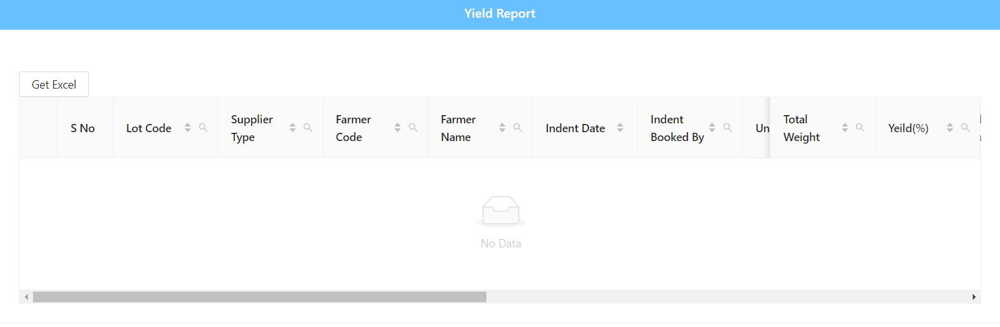 Yield Report
Get Excel
S No
Lot Code
Supplier
Type
Farmer
Code
Farmer
Name
Indent Date
Indent
Booked By
Un
Total
Weight
Yeild(%)
No Data